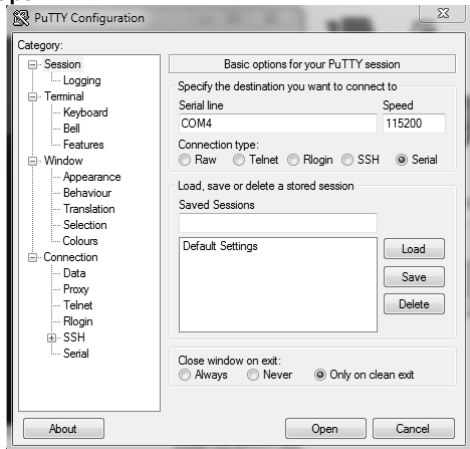 PuTTY Configuration
Category:
Session
Logging
Terminal
Keyboard
Bell
Features
Window
Appearance
Behaviour
Translation
Selection
Colours
Connection
Data
Proxy
Telnet
Rlogin
SSH
Serial
Basic options for your PuTTY session
Specify the destination you want to connect to
Serial line Speed
COM4 115200
Connection type:
Raw Telnet Rlogin SSH Serial
Load, save or delete a stored session
Saved Sessions
Default Settings
Load
Save
Delete
Close window on exit:
Always Never Only on clean exit
About Open Cancel